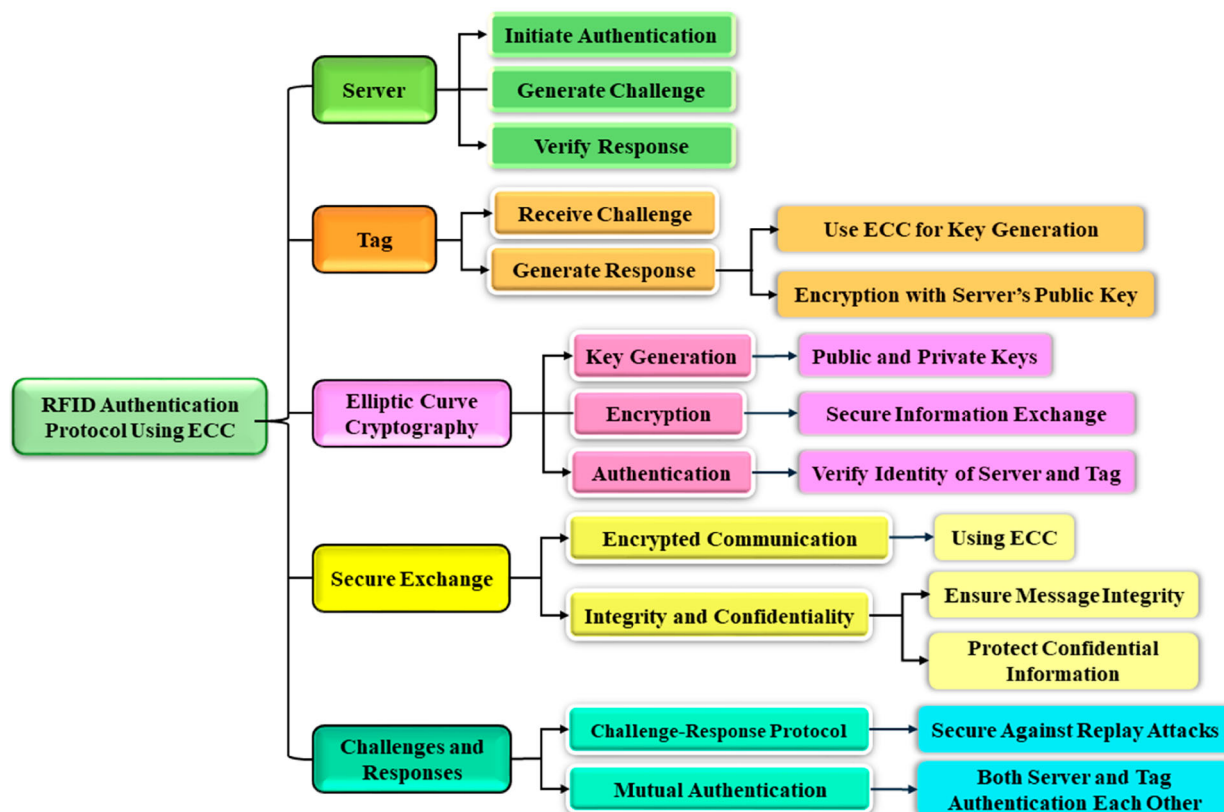 RFID Authentication
Protocol Using ECC
Server
Initiate Authentication
Generate Challenge
Verify Response
Tag
Receive Challenge
Generate Response
Use ECC for Key Generation
Encryption with Server's Public Key
Elliptic Curve
Cryptography
Key Generation
Public and Private Keys
Encryption
Secure Information Exchange
Authentication
Verify Identity of Server and Tag
Secure Exchange
Encrypted Communication
Using ECC
Integrity and Confidentiality
Ensure Message Integrity
Protect Confidential
Information
Challenges and
Responses
Challenge-Response Protocol
Secure Against Replay Attacks
Mutual Authentication
Both Server and Tag
Authentication Each Other